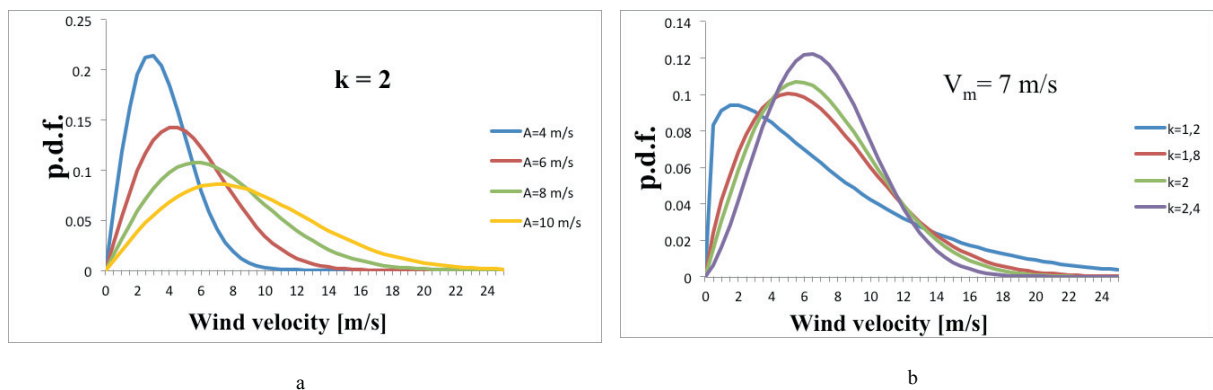 0.25
0.2
0.15
0.1
0.05
0
p.d.f.
k = 2
A=4 m/s
A=6 m/s
A=8 m/s
A=10 m/s
0 2 4 6 8 10 12 14 16 18 20 22 24
Wind velocity [m/s]
a
0.14
0.12
0.1
0.08
0.06
0.04
0.02
0
p.d.f.
Vm= 7 m/s
k=1,2
k=1,8
k=2
k=2,4
0 2 4 6 8 10 12 14 16 18 20 22 24
Wind velocity [m/s]
b